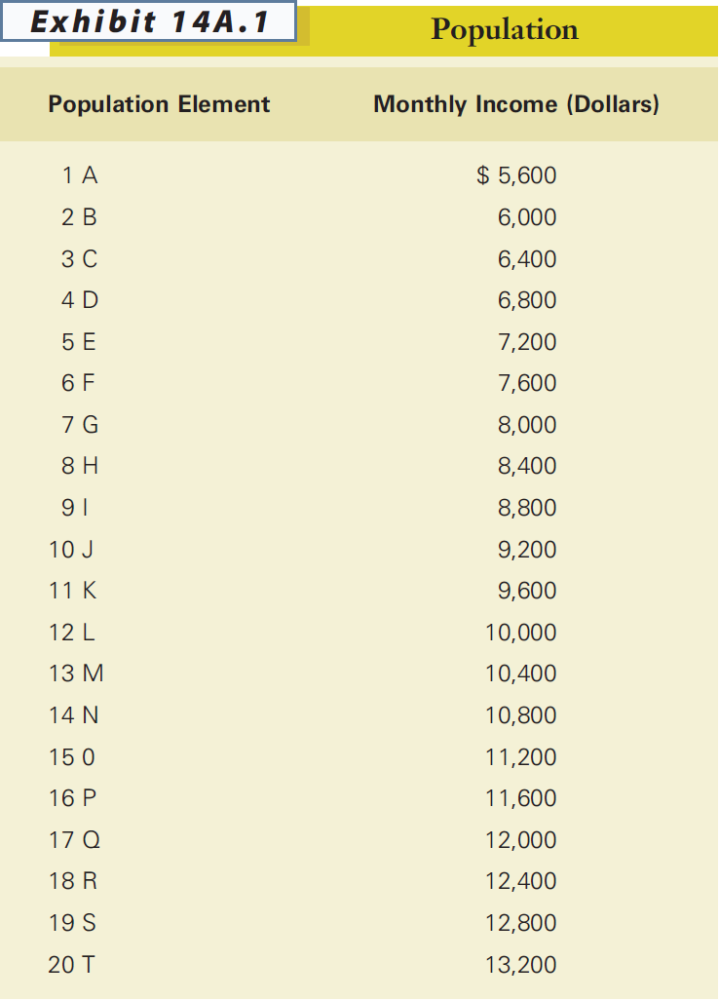 Exhibit 14A.1 Population
Population Element Monthly Income (Dollars)
1 A $ 5,600
2 B 6,000
3 C 6,400
4 D 6,800
5 E 7,200
6 F 7,600
7 G 8,000
8 H 8,400
9 I 8,800
10 J 9,200
11 K 9,600
12 L 10,000
13 M 10,400
14 N 10,800
15 0 11,200
16 P 11,600
17 Q 12,000
18 R 12,400
19 S 12,800
20 T 13,200